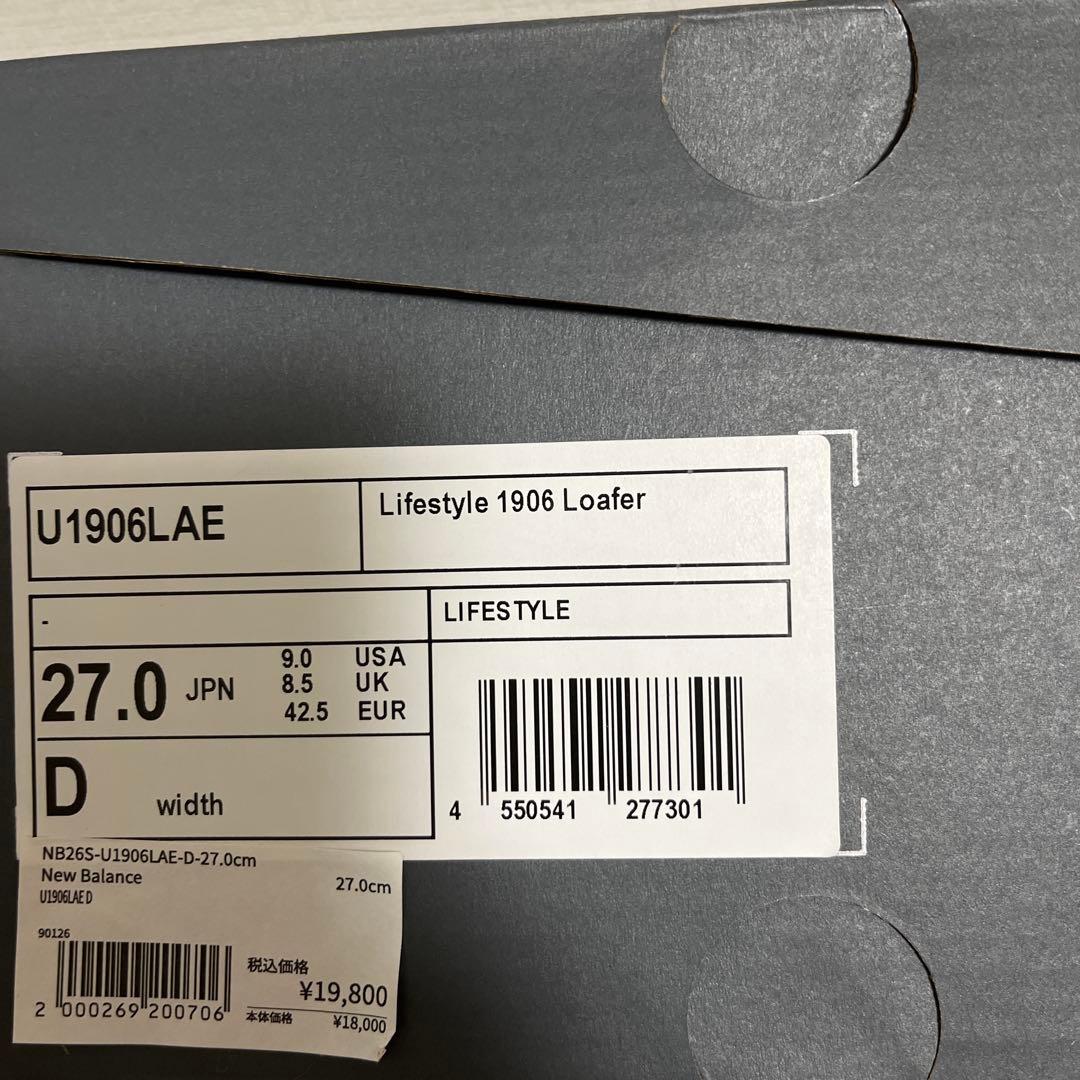 U1906LAE
Lifestyle 1906 Loafer
-
LIFESTYLE
27.0 JPN
9.0 USA
8.5 UK
42.5 EUR
D width
4 550541 277301
NB26S-U1906LAE-D-27.0cm
New Balance
27.0cm
U1906LAE D
90126
2 000269 200706
税込価格
¥19,800
本体価格 ¥18,000